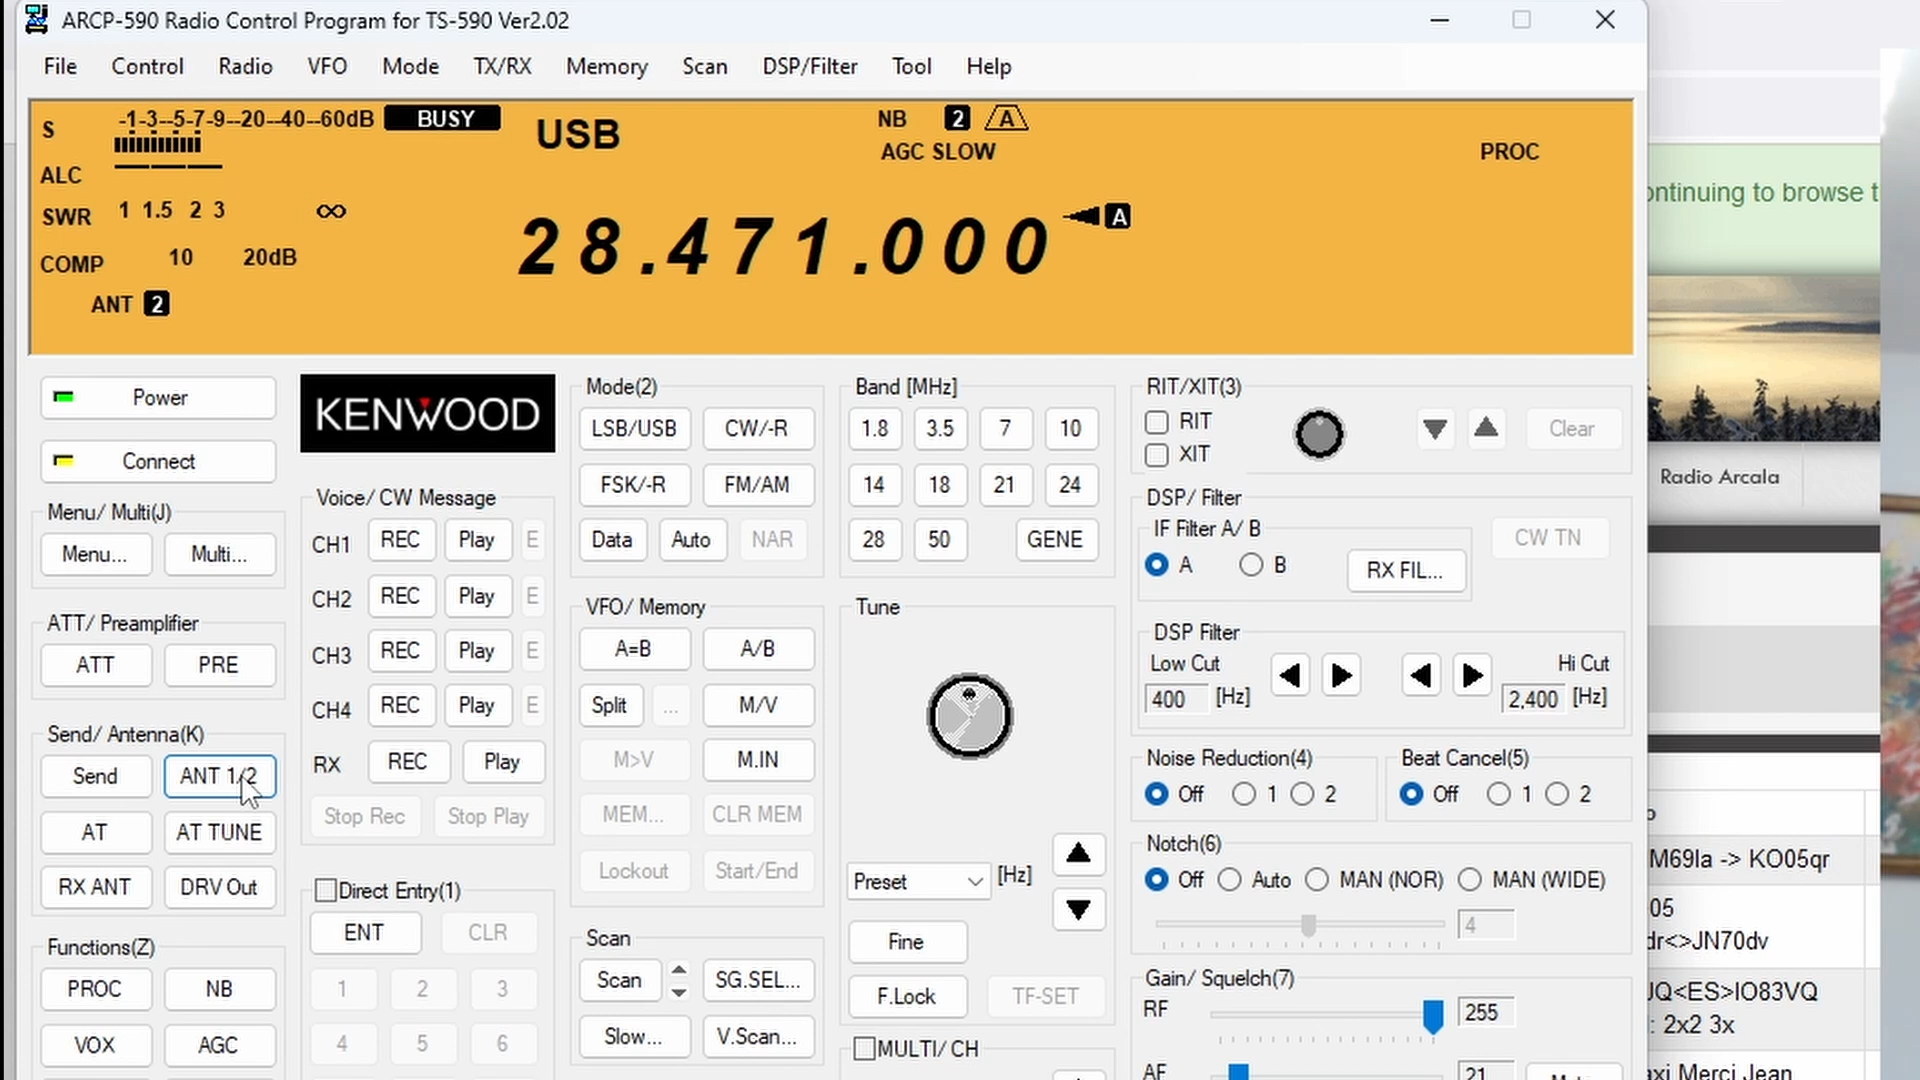 ARCP-590 Radio Control Program for TS-590 Ver2.02
File Control Radio VFO Mode TX/RX Memory Scan DSP/Filter Tool Help
S -1-3--5-7-9--20--40--60dB BUSY USB NB 2 A
AGC SLOW PROC
ALC
SWR 1 1.5 2 3 ∞
28.471.000 A
COMP 10 20dB
ANT 2
Power
Connect
Menu/ Multi(J)
Menu... Multi...
ATT/ Preamplifier
ATT PRE
Send/ Antenna(K)
Send ANT 1/2
AT AT TUNE
RX ANT DRV Out
Functions(Z)
PROC NB
VOX AGC
KENWOOD
Voice/ CW Message
CH1 REC Play E
CH2 REC Play E
CH3 REC Play E
CH4 REC Play E
RX REC Play
Stop Rec Stop Play
Direct Entry(1)
ENT CLR
1 2 3
4 5 6
Mode(2)
LSB/USB CW/-R
FSK/-R FM/AM
Data Auto NAR
VFO/ Memory
A=B A/B
Split ... M/V
M>V M.IN
MEM... CLR MEM
Lockout Start/End
Scan
Scan SG.SEL...
Slow... V.Scan...
Band [MHz]
1.8 3.5 7 10
14 18 21 24
28 50 GENE
Tune
Preset [Hz]
Fine
F.Lock TF-SET
MULTI/ CH
RIT/XIT(3)
RIT
XIT
Clear
DSP/ Filter
IF Filter A/ B
A B RX FIL...
CW TN
DSP Filter
Low Cut Hi Cut
400 [Hz] 2,400 [Hz]
Noise Reduction(4)
Off 1 2
Beat Cancel(5)
Off 1 2
Notch(6)
Off Auto MAN (NOR) MAN (WIDE)
4
Gain/ Squelch(7)
RF 255
AF 21
ontinuing to browse t
Radio Arcala
M69la -> KO05qr
05
dr<>JN70dv
JQ<ES>IO83VQ
: 2x2 3x
axi Merci Jean